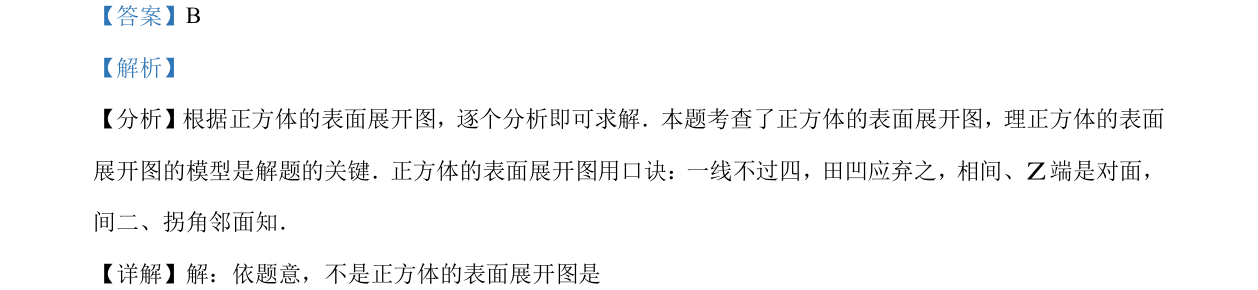 【答案】B
【解析】
【分析】根据正方体的表面展开图，逐个分析即可求解．本题考查了正方体的表面展开图，理正方体的表面
展开图的模型是解题的关键．正方体的表面展开图用口诀：一线不过四，田凹应弃之，相间、Z端是对面，
间二、拐角邻面知．
【详解】解：依题意，不是正方体的表面展开图是